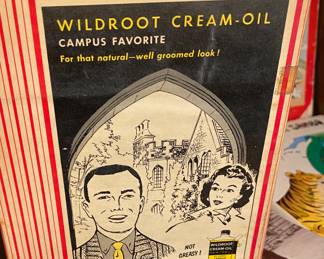 WILDROOT CREAM-OIL
CAMPUS FAVORITE
For that natural—well groomed look!
NOT
GREASY!
WILDROOT
CREAM-OIL